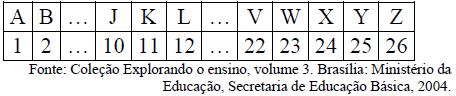 A B ... J K L ... V W X Y Z
1 2 ... 10 11 12 ... 22 23 24 25 26
Fonte: Coleção Explorando o ensino, volume 3. Brasília: Ministério da
Educação, Secretaria de Educação Básica, 2004.